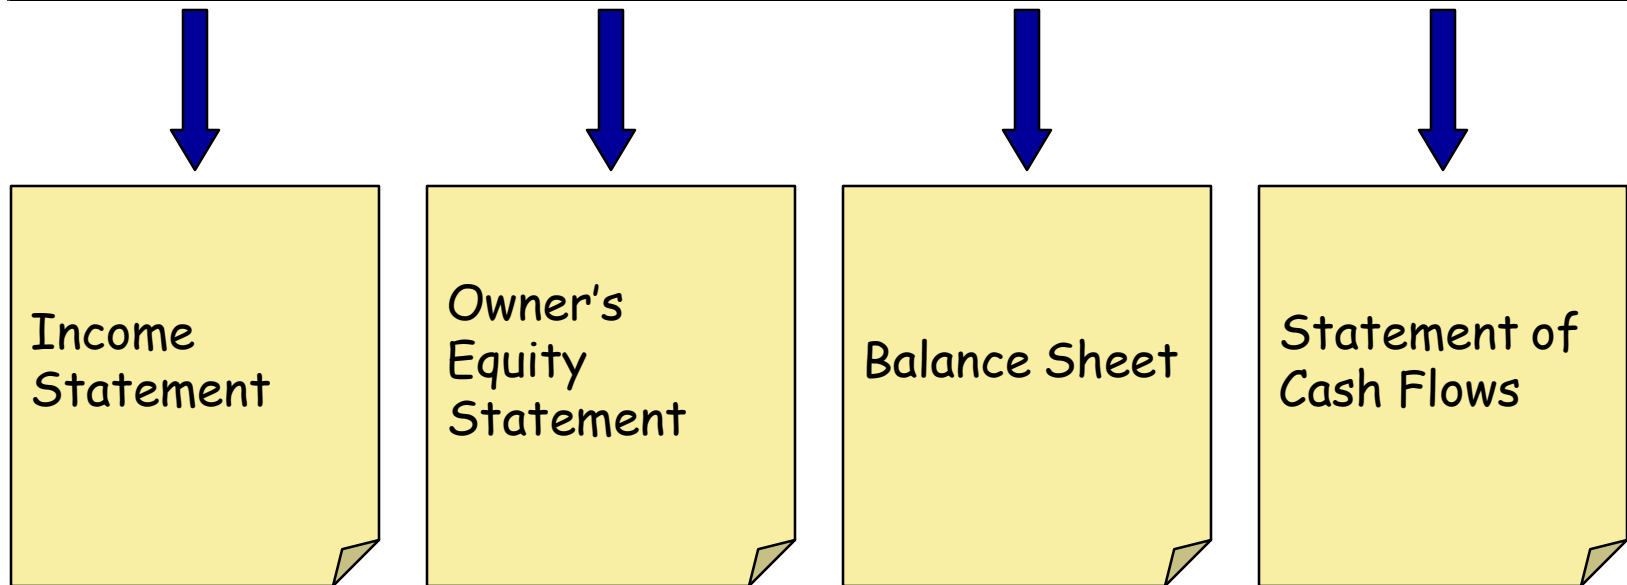 Income
Statement
Owner’s
Equity
Statement
Balance Sheet
Statement of
Cash Flows